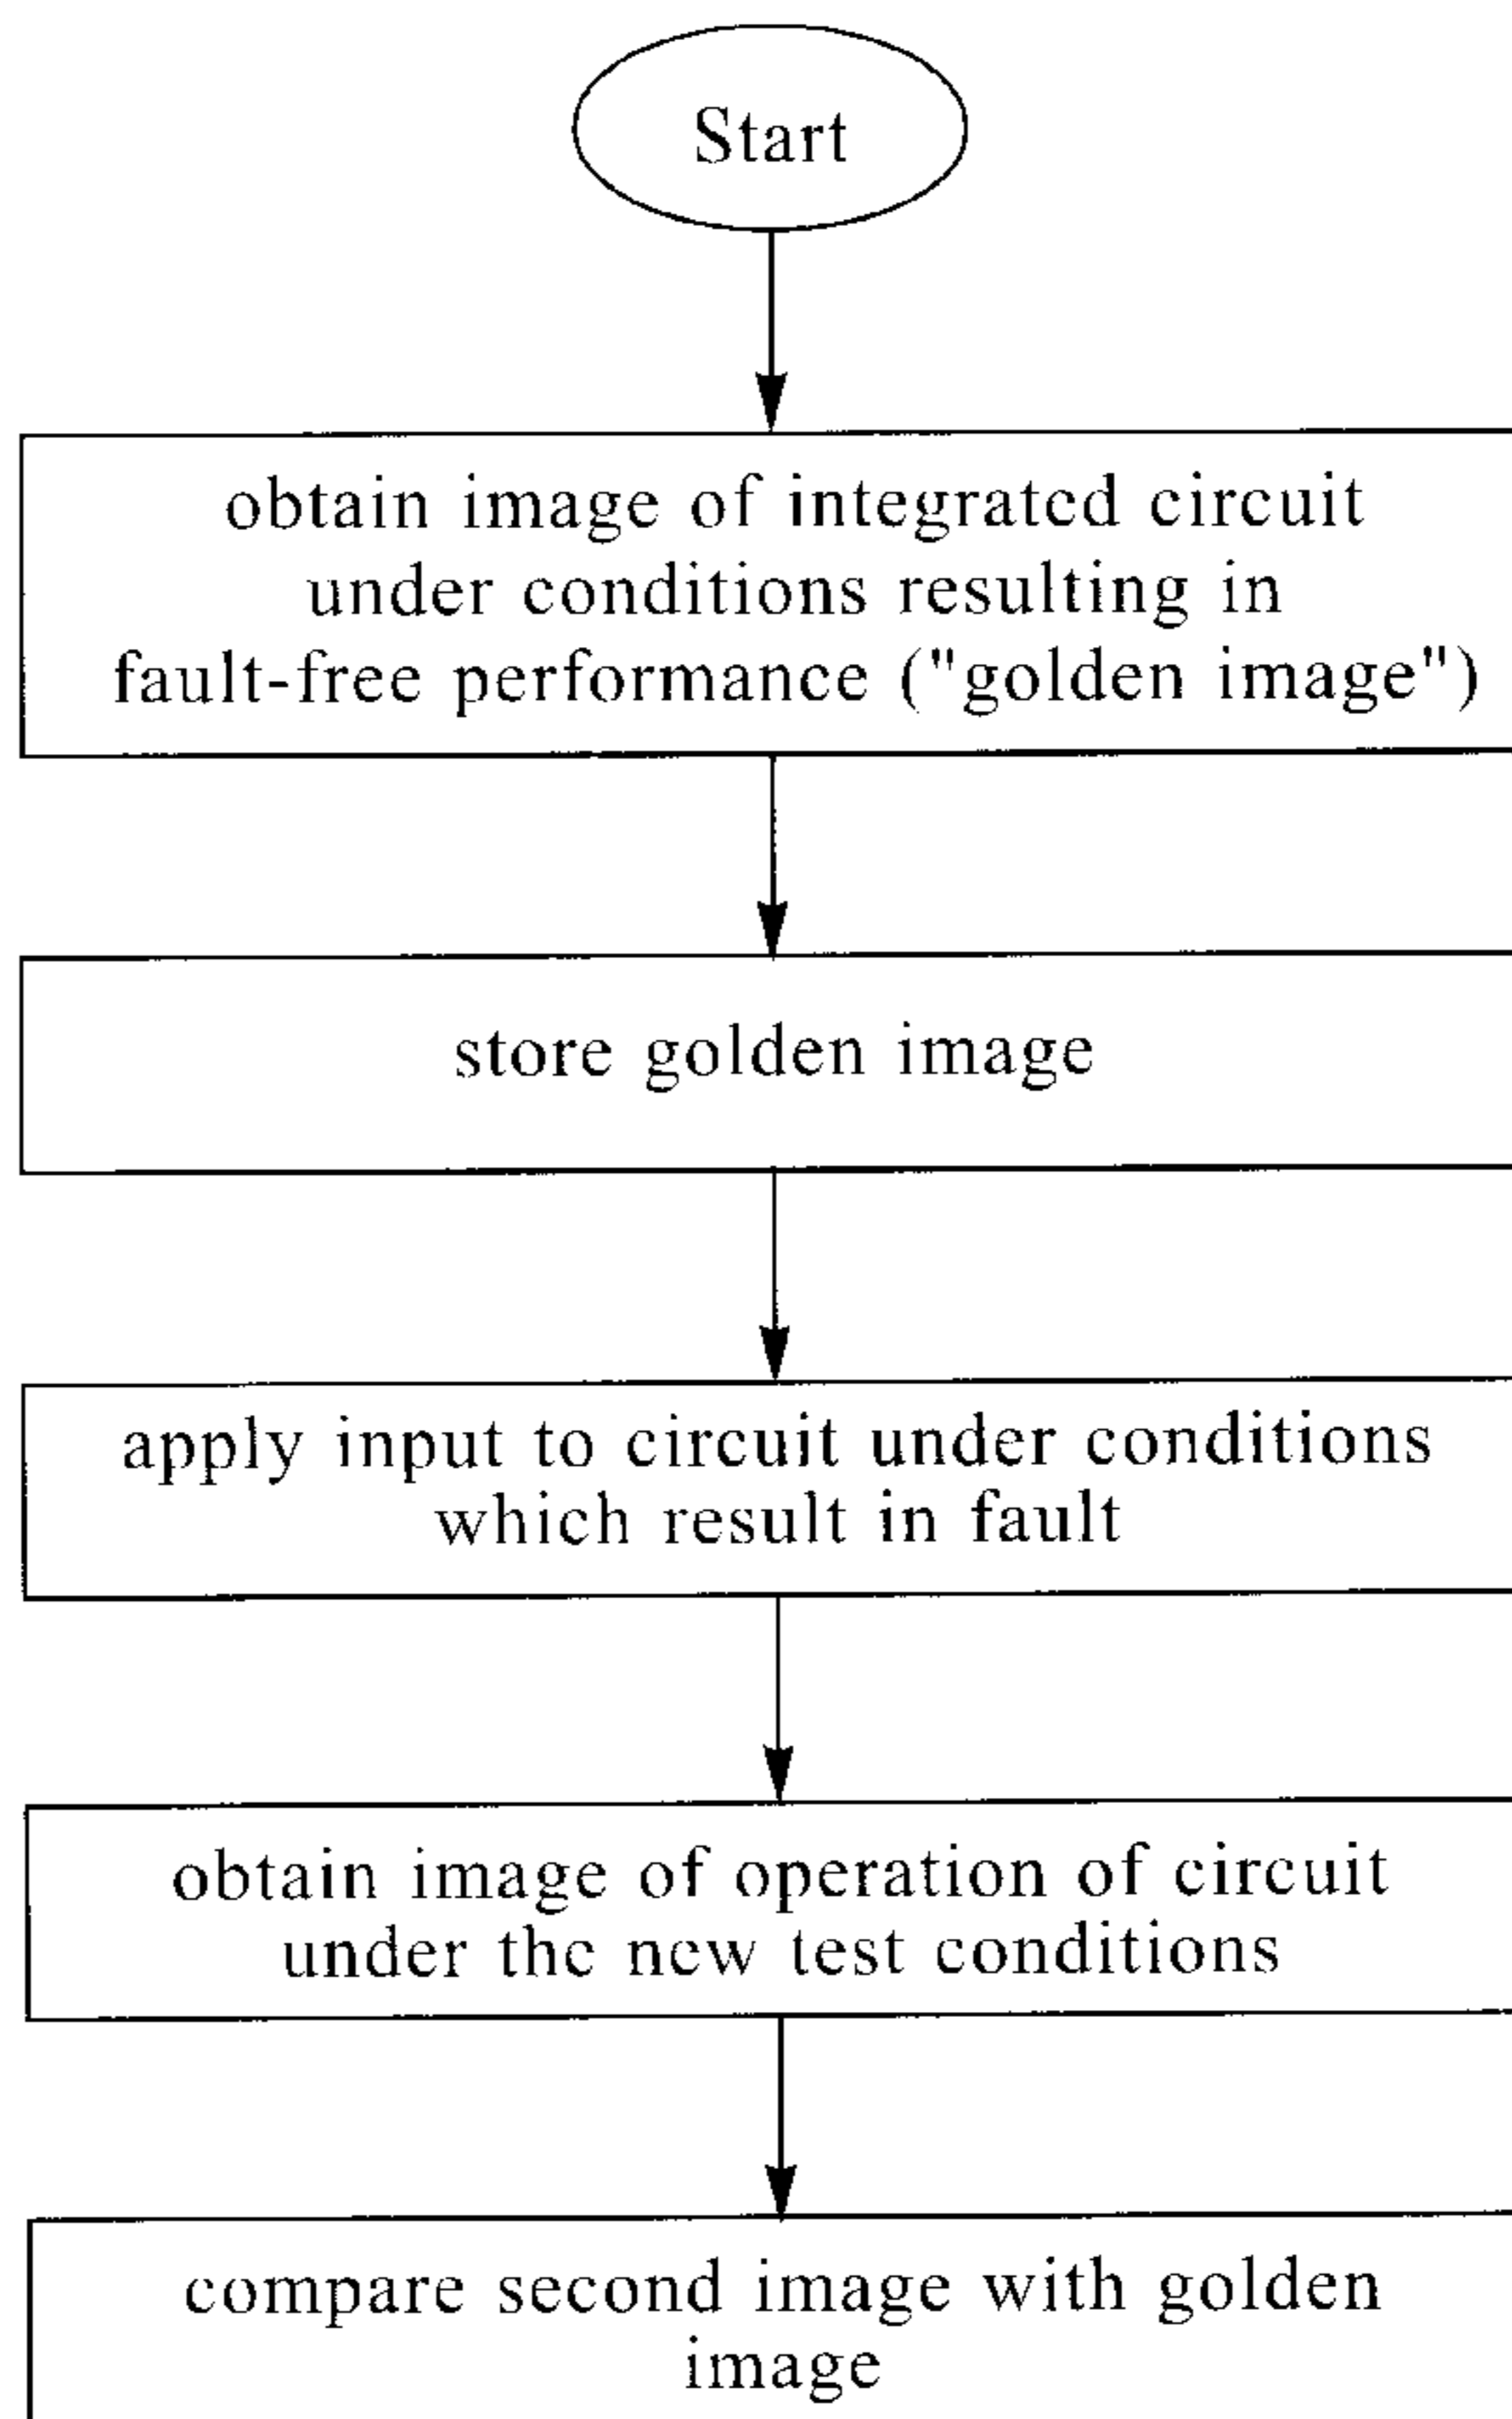 Start
obtain image of integrated circuit
under conditions resulting in
fault-free performance ("golden image")
store golden image
apply input to circuit under conditions
which result in fault
obtain image of operation of circuit
under the new test conditions
compare second image with golden
image